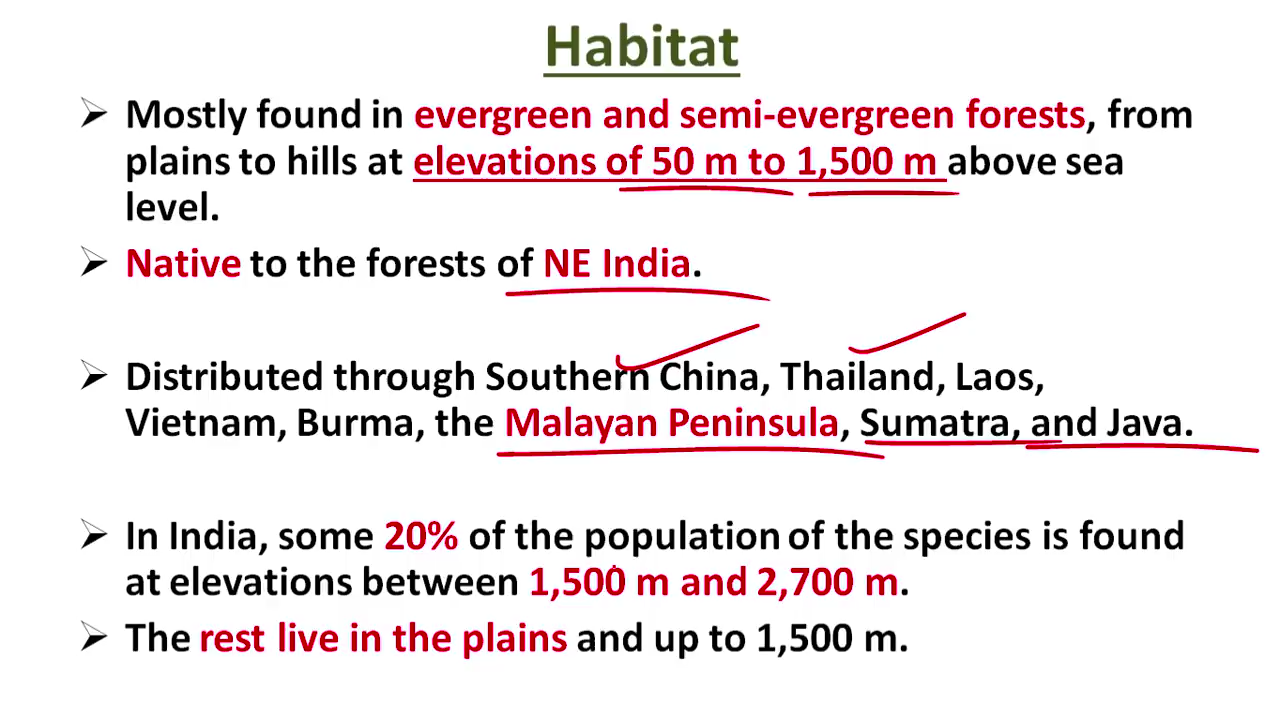 Habitat
➢ Mostly found in evergreen and semi-evergreen forests, from
plains to hills at elevations of 50 m to 1,500 m above sea
level.
➢ Native to the forests of NE India.
➢ Distributed through Southern China, Thailand, Laos,
Vietnam, Burma, the Malayan Peninsula, Sumatra, and Java.
➢ In India, some 20% of the population of the species is found
at elevations between 1,500 m and 2,700 m.
➢ The rest live in the plains and up to 1,500 m.